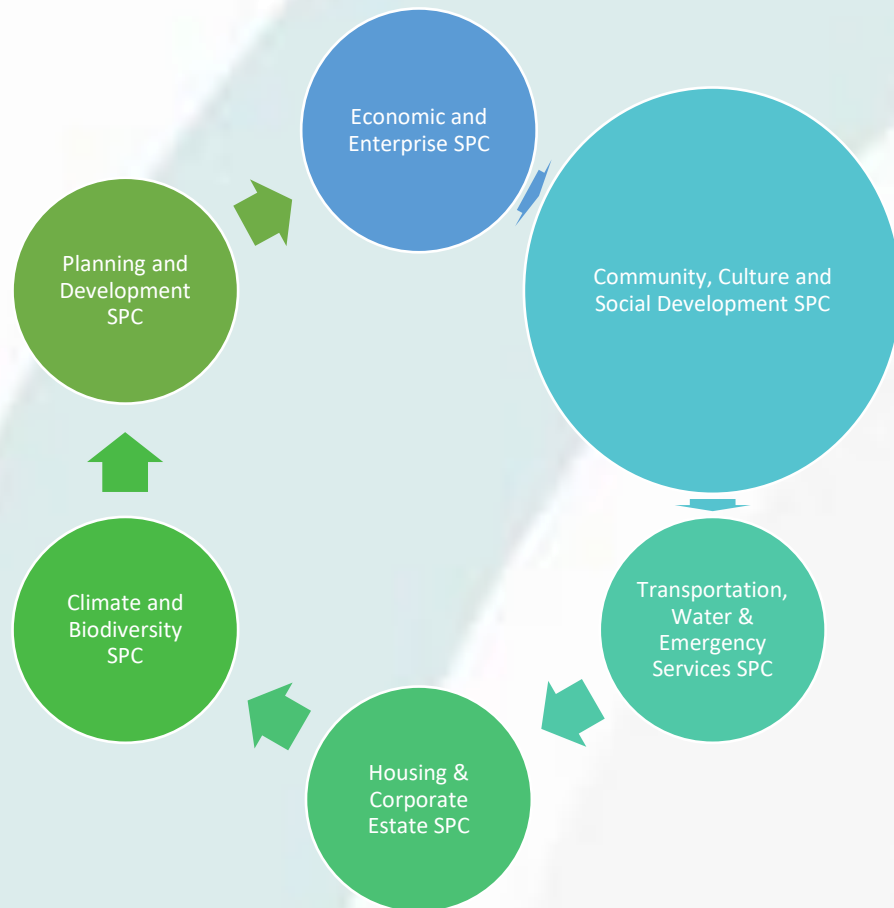 Economic and
Enterprise SPC
Community, Culture and
Social Development SPC
Transportation,
Water &
Emergency
Services SPC
Housing &
Corporate
Estate SPC
Climate and
Biodiversity
SPC
Planning and
Development
SPC